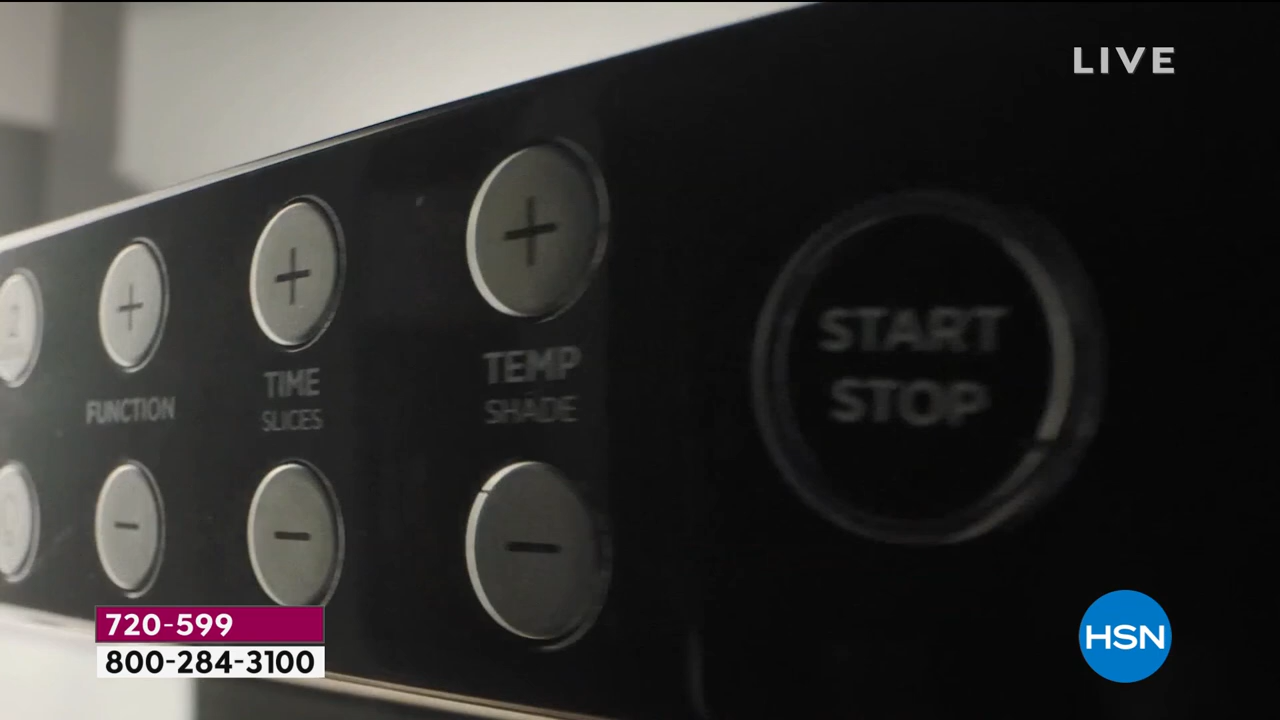 LIVE
+
+
+
FUNCTION
TIME
SLICES
TEMP
SHADE
START
STOP
-
-
-
720-599
800-284-3100
HSN